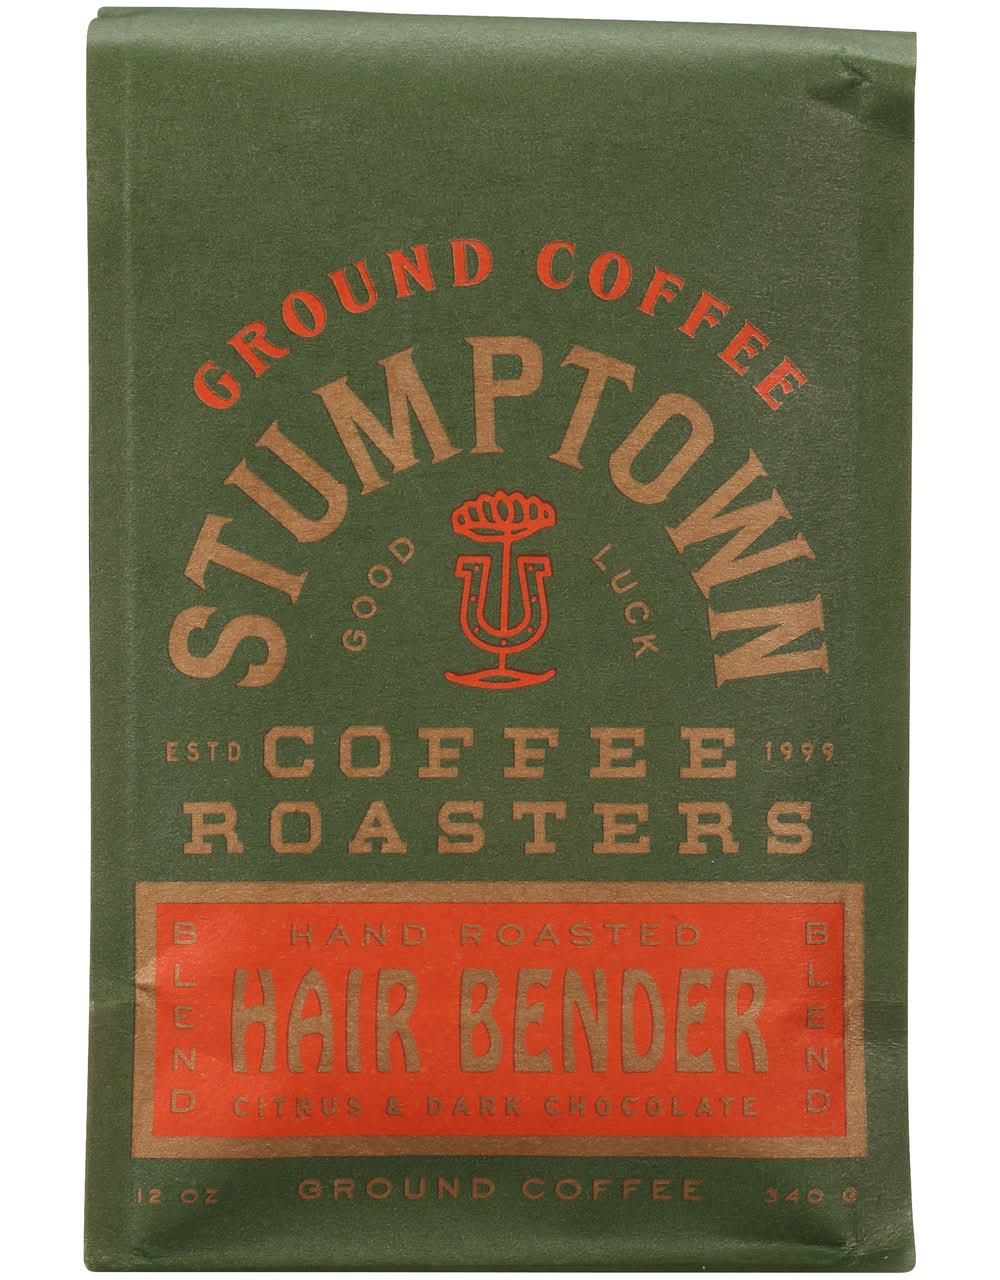 GROUND COFFEE
STUMPTOWN
GOOD LUCK
ESTD COFFEE 1999
ROASTERS
HAND ROASTED
BLEND HAIR BENDER BLEND
CITRUS & DARK CHOCOLATE
12 OZ GROUND COFFEE 340 G